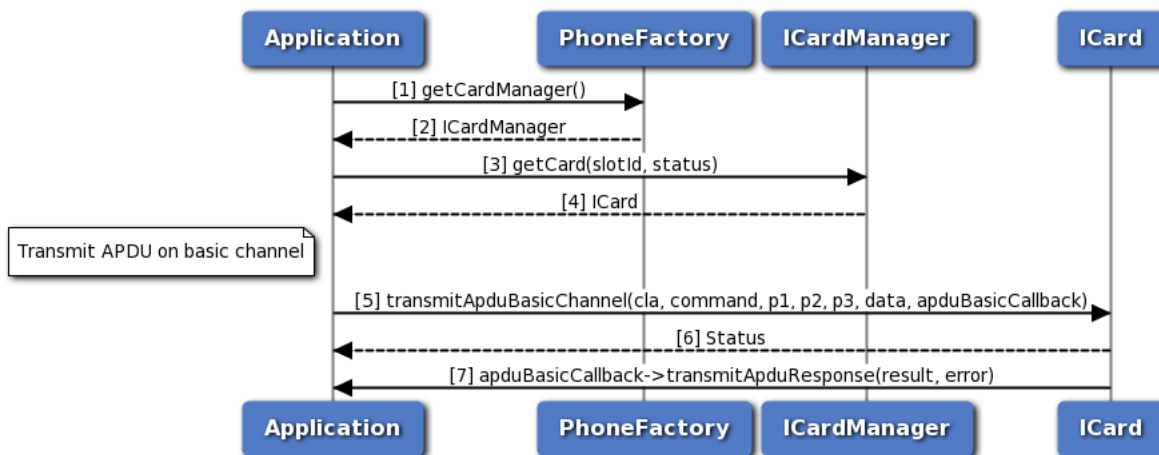 Application PhoneFactory ICardManager ICard
[1] getCardManager()
[2] ICardManager
[3] getCard(slotId, status)
[4] ICard
Transmit APDU on basic channel
[5] transmitApduBasicChannel(cla, command, p1, p2, p3, data, apduBasicCallback)
[6] Status
[7] apduBasicCallback->transmitApduResponse(result, error)
Application PhoneFactory ICardManager ICard